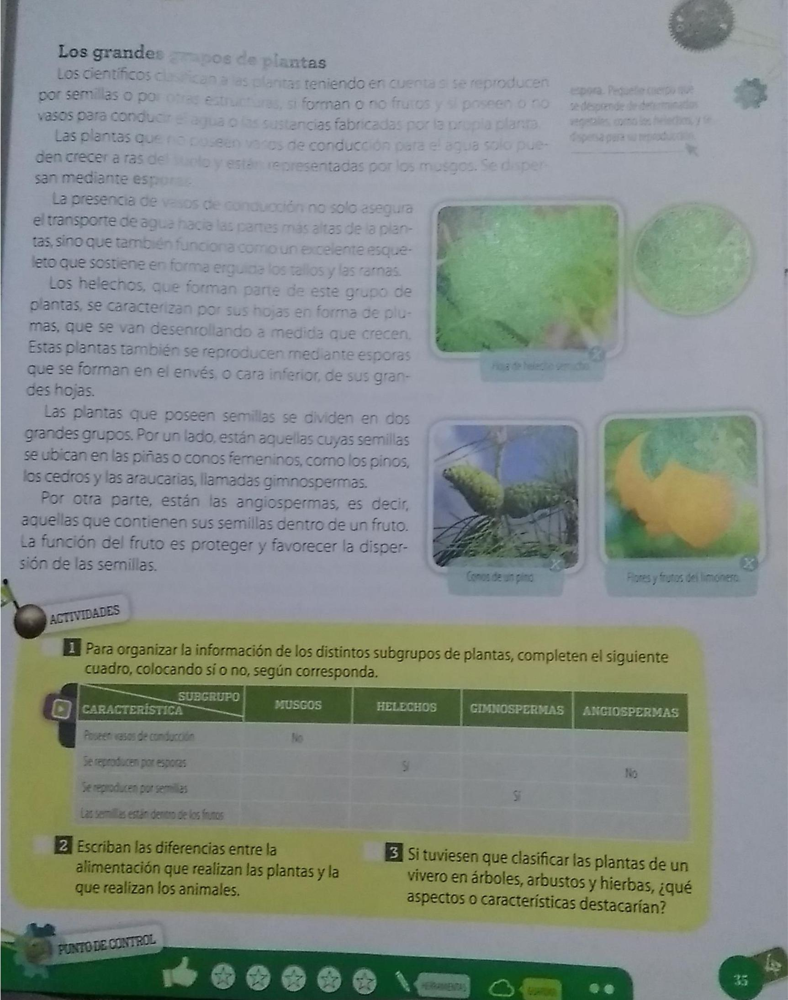 Los grandes grupos de plantas
Los científicos clasifican a las plantas teniendo en cuenta si se reproducen
por semillas o por otras estructuras, si forman o no frutos y si poseen o no
vasos para conducir el agua o las sustancias fabricadas por la propia planta.
Las plantas que no poseen vasos de conducción para el agua solo pue-
den crecer a ras del suelo y están representadas por los musgos. Se disper-
san mediante esporas.
espora. Pequeño cuerpo que
se desprende de determinados
vegetales, como los helechos, y se
dispersa para su reproducción.
La presencia de vasos de conducción no solo asegura
el transporte de agua hacia las partes más altas de la plan-
tas, sino que también funciona como un excelente esque-
leto que sostiene en forma erguida los tallos y las ramas.
Los helechos, que forman parte de este grupo de
plantas, se caracterizan por sus hojas en forma de plu-
mas, que se van desenrollando a medida que crecen.
Estas plantas también se reproducen mediante esporas
que se forman en el envés, o cara inferior, de sus gran-
des hojas.
Hoja de helecho serrucho.
Las plantas que poseen semillas se dividen en dos
grandes grupos. Por un lado, están aquellas cuyas semillas
se ubican en las piñas o conos femeninos, como los pinos,
los cedros y las araucarias, llamadas gimnospermas.
Por otra parte, están las angiospermas, es decir,
aquellas que contienen sus semillas dentro de un fruto.
La función del fruto es proteger y favorecer la disper-
sión de las semillas.
Conos de un pino.
Flores y frutos del limonero.
ACTIVIDADES
1 Para organizar la información de los distintos subgrupos de plantas, completen el siguiente
cuadro, colocando sí o no, según corresponda.
SUBGRUPO
CARACTERÍSTICA MUSGOS HELECHOS GIMNOSPERMAS ANGIOSPERMAS
Poseen vasos de conducción No
Se reproducen por esporas Sí No
Se reproducen por semillas Sí
Las semillas están dentro de los frutos
2 Escriban las diferencias entre la
alimentación que realizan las plantas y la
que realizan los animales.
3 Si tuviesen que clasificar las plantas de un
vivero en árboles, arbustos y hierbas, ¿qué
aspectos o características destacarían?
PUNTO DE CONTROL
HERRAMIENTAS
GUARDAR
35